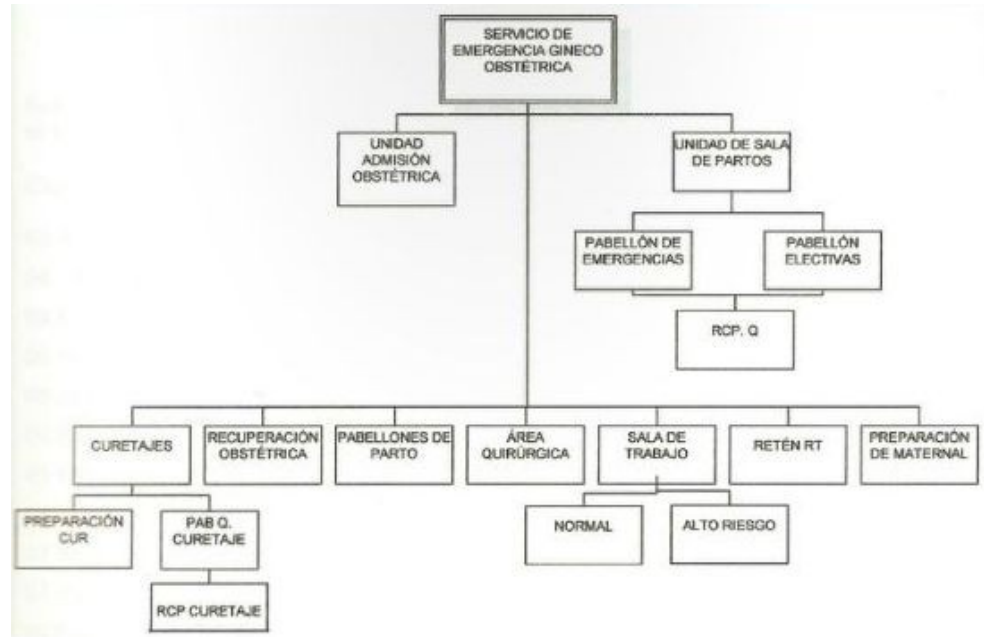 SERVICIO DE
EMERGENCIA GINECO
OBSTÉTRICA
UNIDAD
ADMISIÓN
OBSTÉTRICA
UNIDAD DE SALA
DE PARTOS
PABELLÓN DE
EMERGENCIAS
PABELLÓN
ELECTIVAS
RCP. Q
CURETAJES
RECUPERACIÓN
OBSTÉTRICA
PABELLONES DE
PARTO
ÁREA
QUIRÚRGICA
SALA DE
TRABAJO
RETÉN RT
PREPARACIÓN
DE MATERNAL
PREPARACIÓN
CUR
PAB Q.
CURETAJE
NORMAL
ALTO RIESGO
RCP CURETAJE